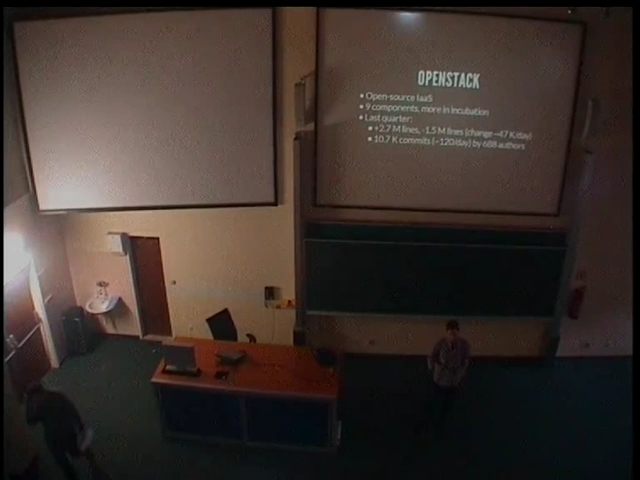 OPENSTACK
• Open-source IaaS
• 9 components, more in incubation
• Last quarter:
• +2.7 M lines, -1.5 M lines (change ~47 K/day)
• 10.7 K commits (~120/day) by 688 authors